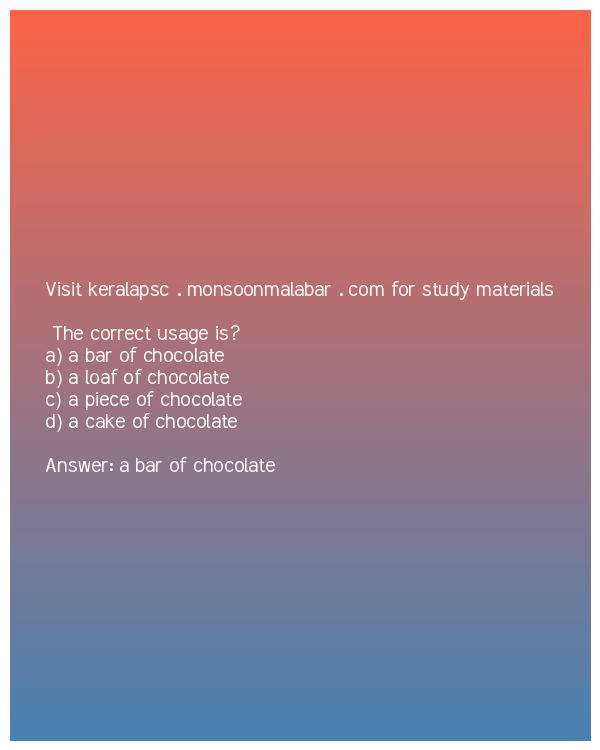 Visit keralapsc . monsoonmalabar . com for study materials
The correct usage is?
a) a bar of chocolate
b) a loaf of chocolate
c) a piece of chocolate
d) a cake of chocolate
Answer: a bar of chocolate